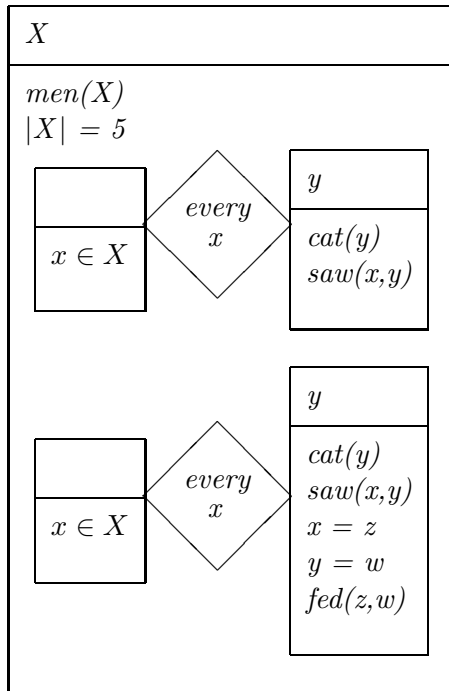 X
men(X)
|X| = 5
every
x
x ∈ X
y
cat(y)
saw(x,y)
every
x
x ∈ X
y
cat(y)
saw(x,y)
x = z
y = w
fed(z,w)